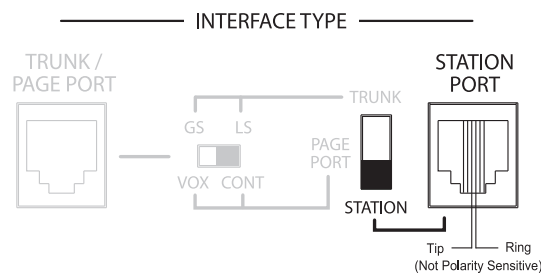 INTERFACE TYPE
TRUNK /
PAGE PORT
GS LS
VOX CONT
TRUNK
PAGE
PORT
STATION
STATION
PORT
Tip Ring
(Not Polarity Sensitive)